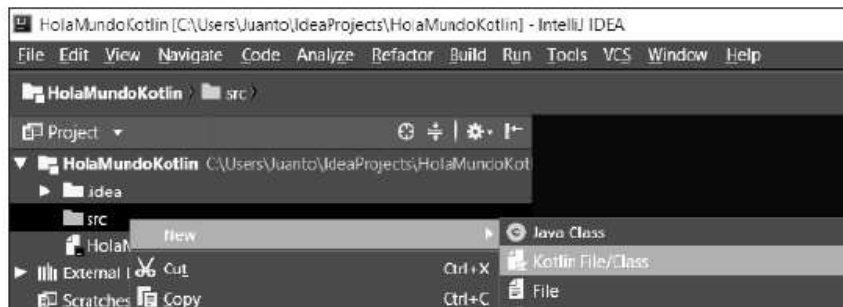 HolaMundoKotlin [C:\Users\Juanto\IdeaProjects\HolaMundoKotlin] - IntelliJ IDEA
File Edit View Navigate Code Analyze Refactor Build Run Tools VCS Window Help
HolaMundoKotlin src
Project
HolaMundoKotlin C:\Users\Juanto\IdeaProjects\HolaMundoKot
.idea
src
New Java Class
HolaM Kotlin File/Class
External Cut Ctrl+X File
Scratches Copy Ctrl+C